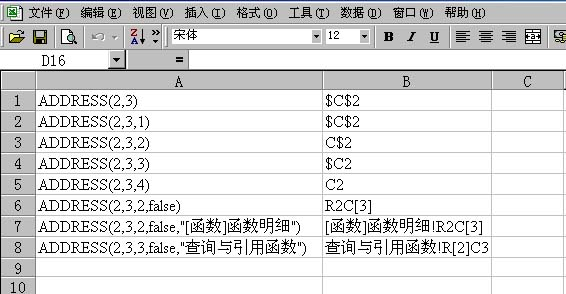 文件(F) 编辑(E) 视图(V) 插入(I) 格式(O) 工具(T) 数据(D) 窗口(W) 帮助(H)
宋体 12 B I U
D16 =
A B C
1 ADDRESS(2,3) $C$2
2 ADDRESS(2,3,1) $C$2
3 ADDRESS(2,3,2) C$2
4 ADDRESS(2,3,3) $C2
5 ADDRESS(2,3,4) C2
6 ADDRESS(2,3,2,false) R2C[3]
7 ADDRESS(2,3,2,false,"[函数]函数明细") [函数]函数明细!R2C[3]
8 ADDRESS(2,3,3,false,"查询与引用函数") 查询与引用函数!R[2]C3
9
10